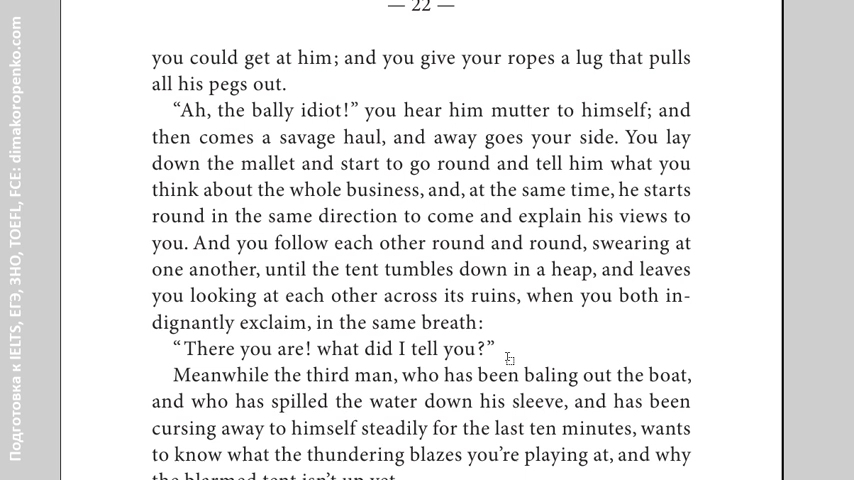 — 22 —
you could get at him; and you give your ropes a lug that pulls
all his pegs out.
“Ah, the bally idiot!” you hear him mutter to himself; and
then comes a savage haul, and away goes your side. You lay
down the mallet and start to go round and tell him what you
think about the whole business, and, at the same time, he starts
round in the same direction to come and explain his views to
you. And you follow each other round and round, swearing at
one another, until the tent tumbles down in a heap, and leaves
you looking at each other across its ruins, when you both in-
dignantly exclaim, in the same breath:
“There you are! what did I tell you?”
Meanwhile the third man, who has been baling out the boat,
and who has spilled the water down his sleeve, and has been
cursing away to himself steadily for the last ten minutes, wants
to know what the thundering blazes you’re playing at, and why
the blarmed tent isn’t up yet.
Подготовка к IELTS, ЕГЭ, ЗНО, TOEFL, FCE: dimakoropenko.com